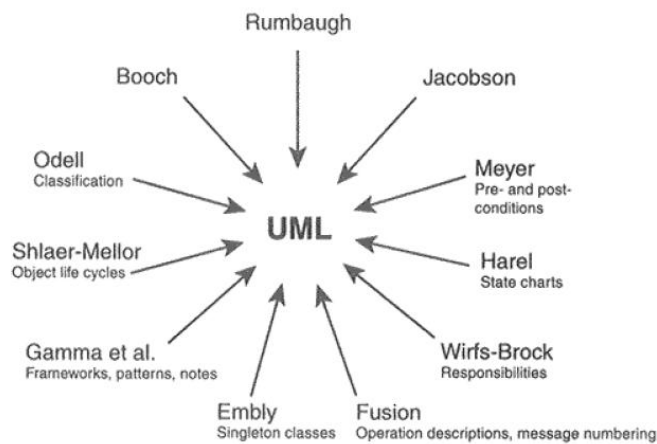 Rumbaugh
Booch
Jacobson
Odell
Classification
Meyer
Pre- and post-
conditions
UML
Shlaer-Mellor
Object life cycles
Harel
State charts
Gamma et al.
Frameworks, patterns, notes
Wirfs-Brock
Responsibilities
Embly
Singleton classes
Fusion
Operation descriptions, message numbering